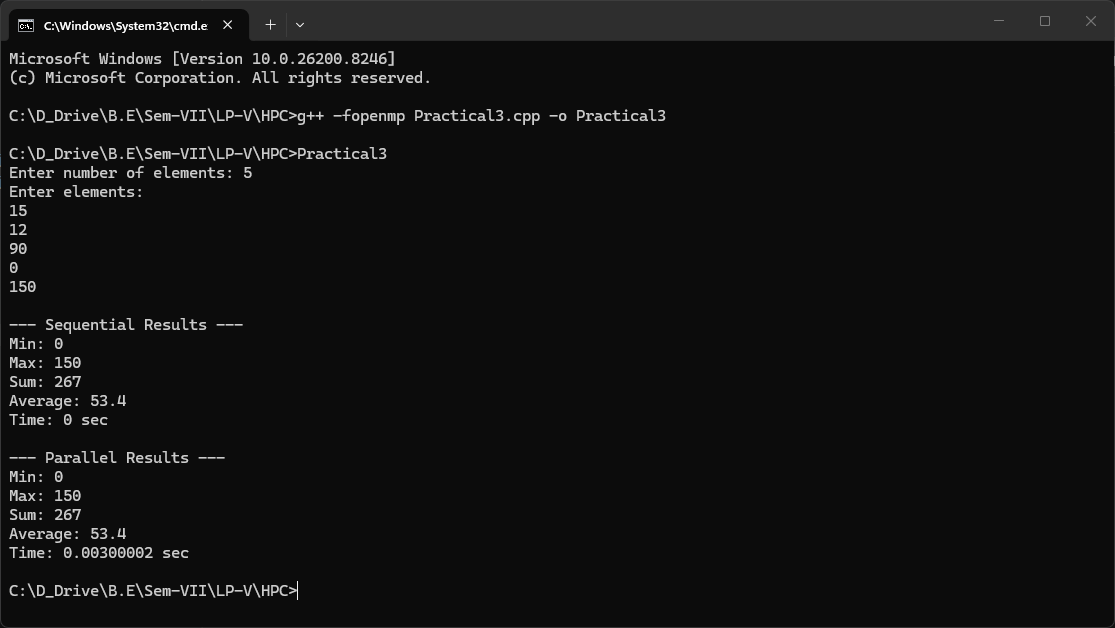 C:\Windows\System32\cmd.e
Microsoft Windows [Version 10.0.26200.8246]
(c) Microsoft Corporation. All rights reserved.
C:\D_Drive\B.E\Sem-VII\LP-V\HPC>g++ -fopenmp Practical3.cpp -o Practical3
C:\D_Drive\B.E\Sem-VII\LP-V\HPC>Practical3
Enter number of elements: 5
Enter elements:
15
12
90
0
150
--- Sequential Results ---
Min: 0
Max: 150
Sum: 267
Average: 53.4
Time: 0 sec
--- Parallel Results ---
Min: 0
Max: 150
Sum: 267
Average: 53.4
Time: 0.00300002 sec
C:\D_Drive\B.E\Sem-VII\LP-V\HPC>